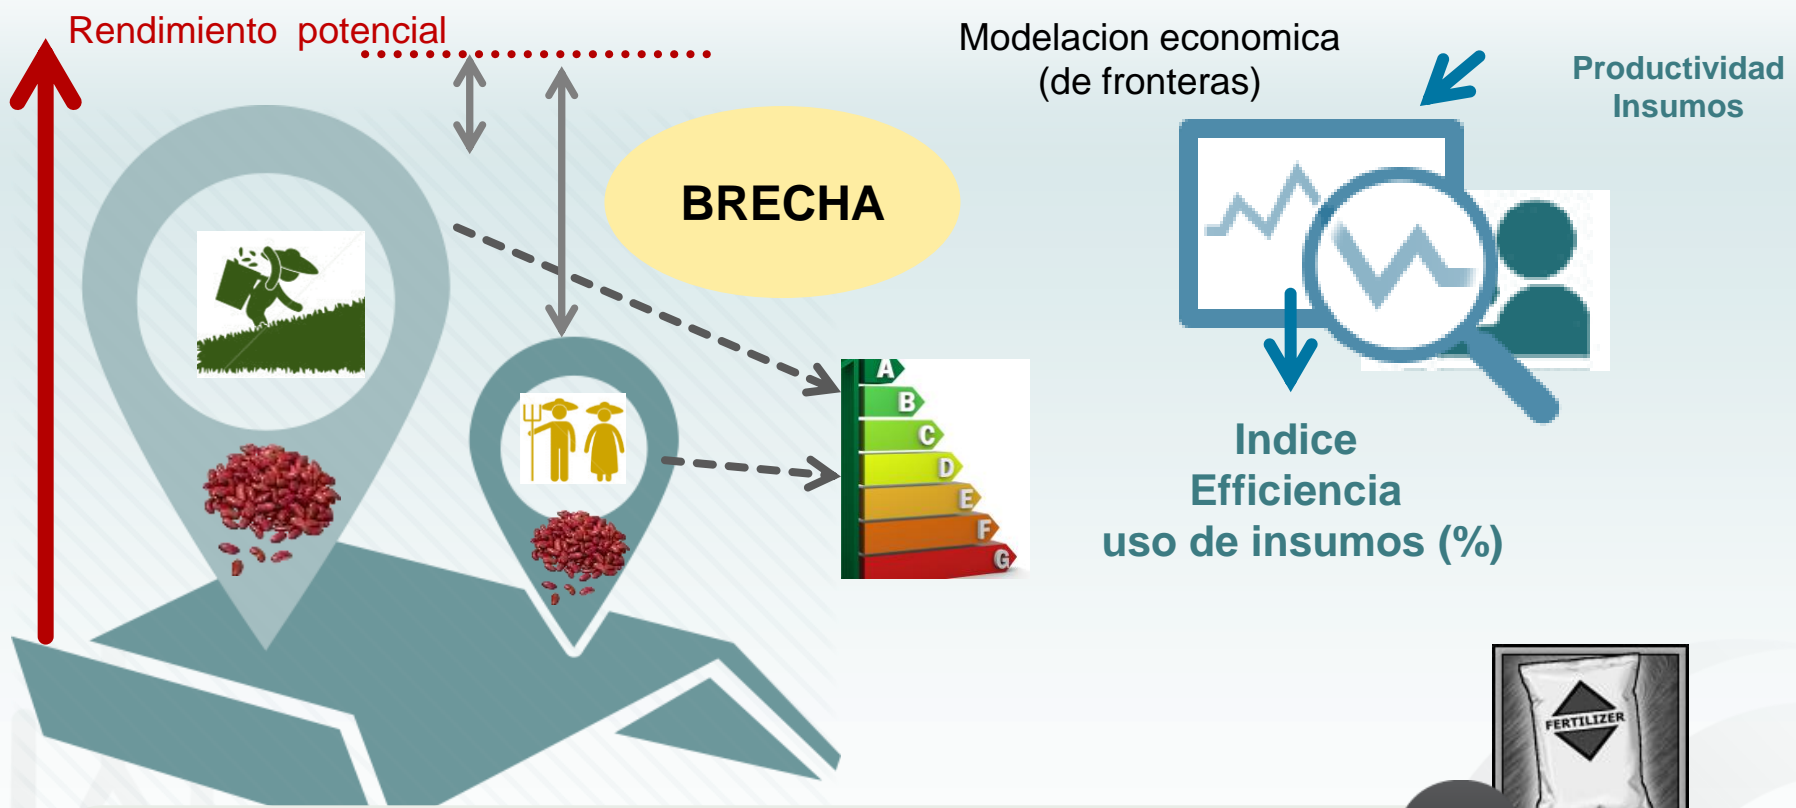 Rendimiento potencial
Modelacion economica
(de fronteras)
Productividad
Insumos
BRECHA
A
B
C
D
E
F
G
Indice
Efficiencia
uso de insumos (%)
FERTILIZER